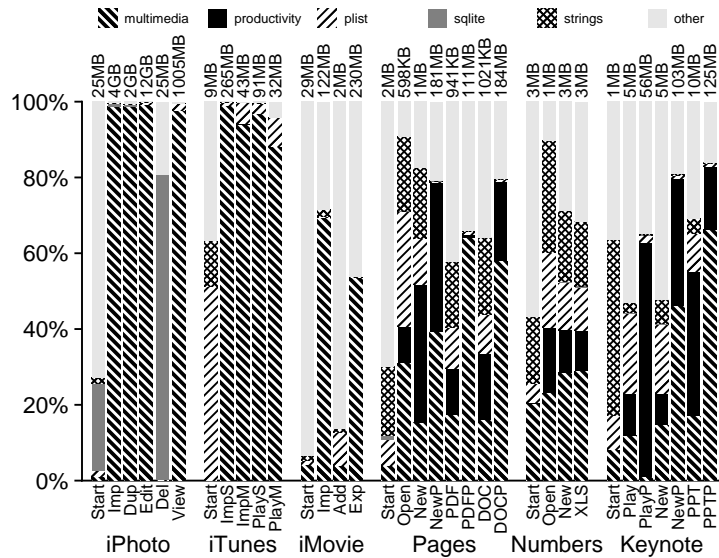 multimedia productivity plist sqlite strings other
25MB 4GB 2GB 12GB 25MB 1005MB 9MB 265MB 43MB 91MB 32MB 29MB 122MB 2MB 230MB 2MB 598KB 1MB 181MB 941KB 111MB 1021KB 184MB 3MB 1MB 3MB 3MB 1MB 5MB 56MB 5MB 103MB 10MB 125MB
100%
80%
60%
40%
20%
0%
Start Imp Dup Edit Del View Start ImpS ImpM PlayS PlayM Start Imp Add Exp Start Open New NewP PDF PDFP DOC DOCP Start Open New XLS Start Play PlayP New NewP PPT PPTP
iPhoto iTunes iMovie Pages Numbers Keynote